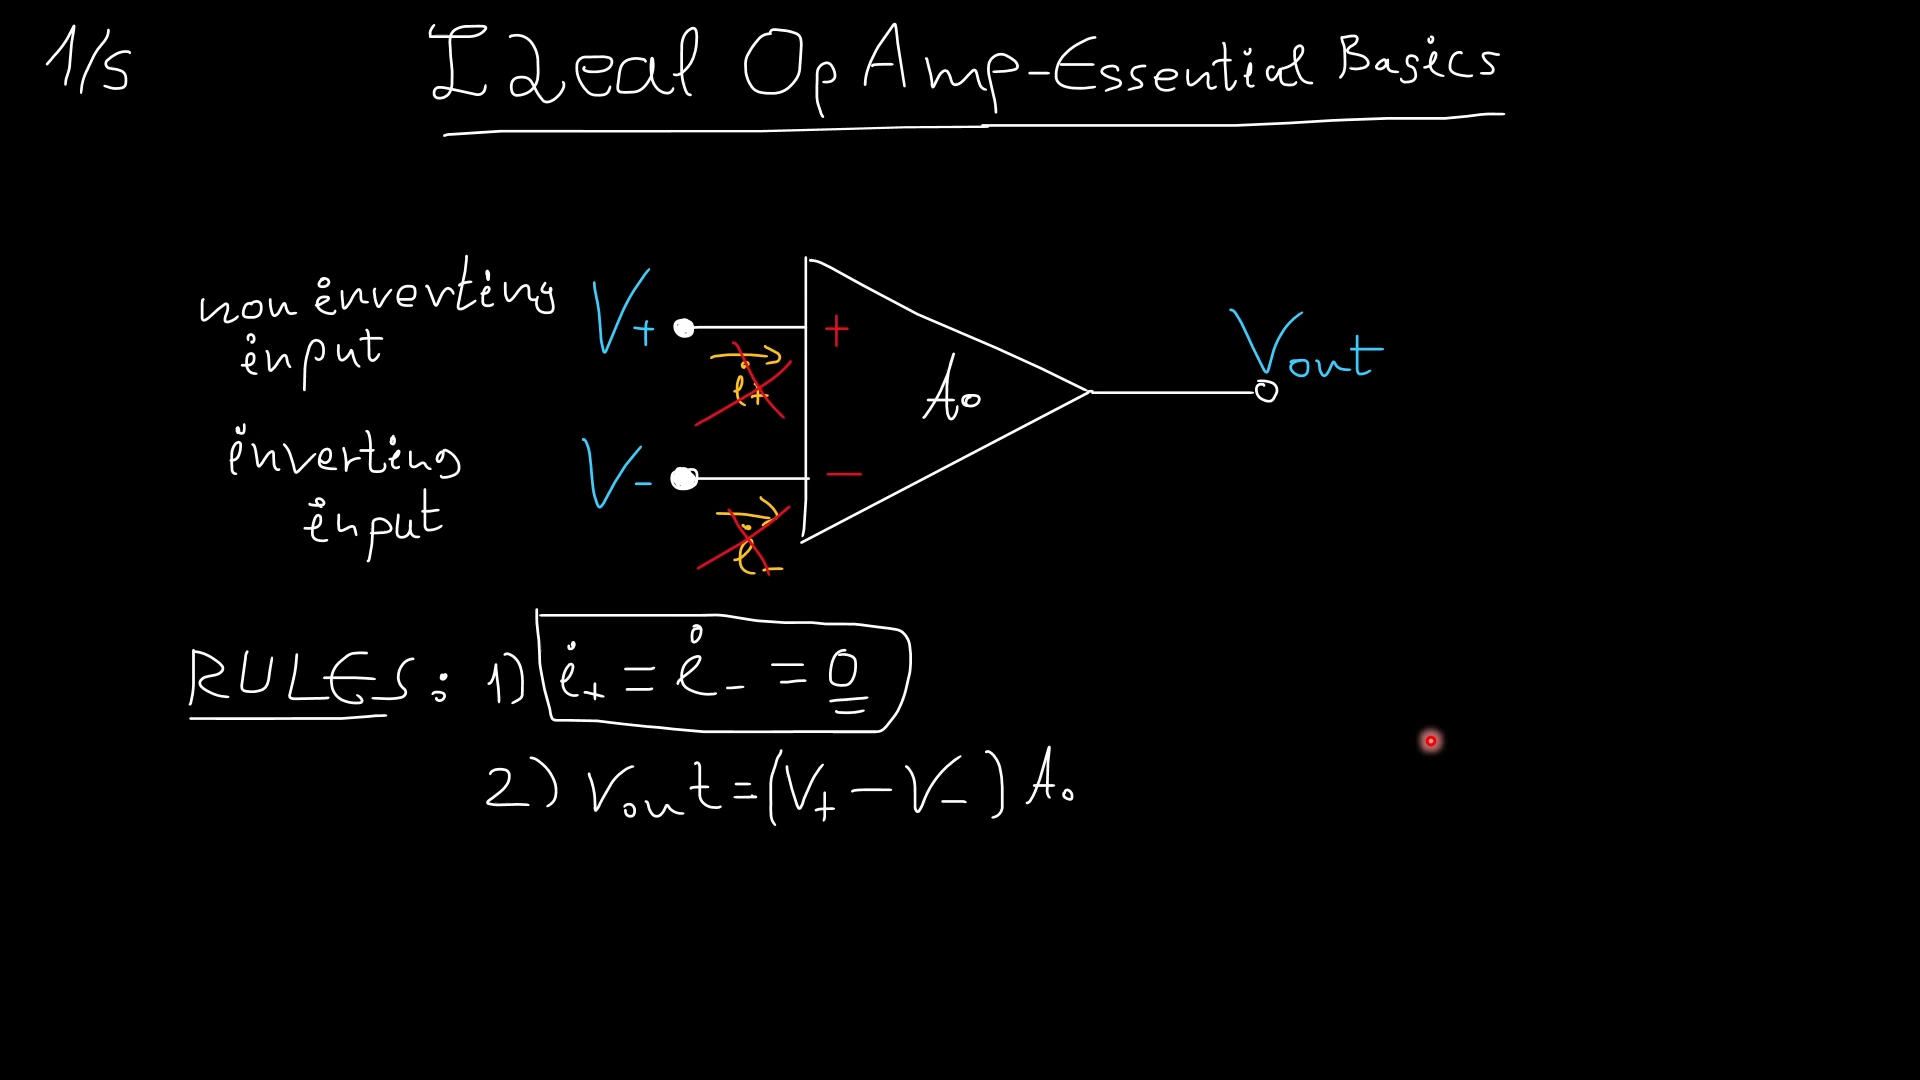 1/5
Ideal Op Amp-Essential Basics
non inverting
input
V+
+
i+
A₀
Vout
inverting
input
V-
-
i-
RULES: 1) i+ = i- = 0
2) Vout = (V+ - V-) A₀